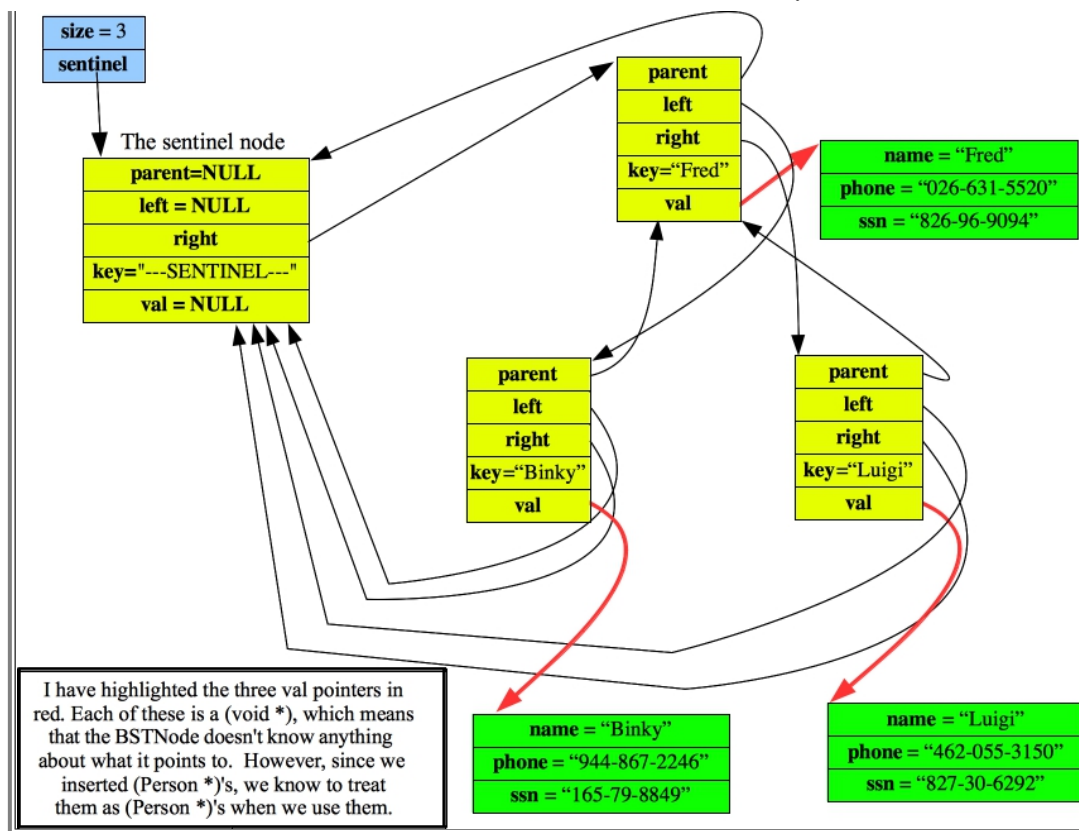 size = 3
sentinel
The sentinel node
parent=NULL
left = NULL
right
key="---SENTINEL---"
val = NULL
parent
left
right
key=“Fred”
val
name = “Fred”
phone = “026-631-5520”
ssn = “826-96-9094”
parent
left
right
key=“Binky”
val
parent
left
right
key=“Luigi”
val
I have highlighted the three val pointers in
red. Each of these is a (void *), which means
that the BSTNode doesn't know anything
about what it points to.  However, since we
inserted (Person *)'s, we know to treat
them as (Person *)'s when we use them.
name = “Binky”
phone = “944-867-2246”
ssn = “165-79-8849”
name = “Luigi”
phone = “462-055-3150”
ssn = “827-30-6292”